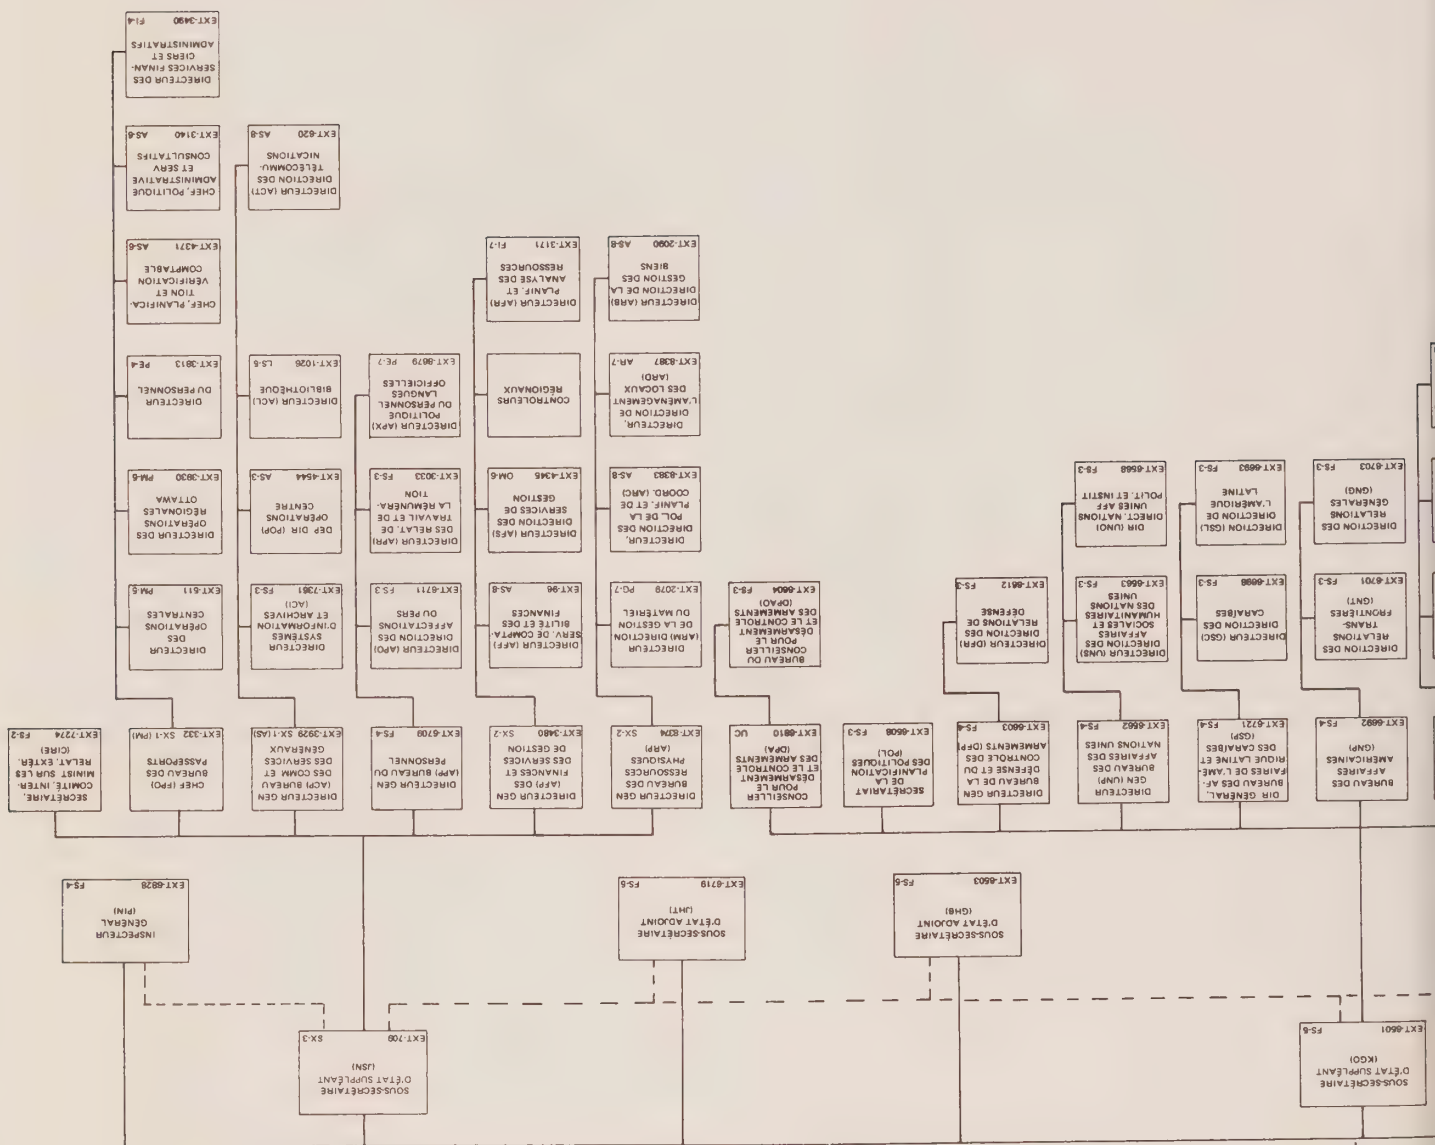 SOUS-SECRÉTAIRE
D'ÉTAT SUPPLÉANT
(KGO)
EXT-6501 FS-5
SOUS-SECRÉTAIRE
D'ÉTAT SUPPLÉANT
(JSN)
EXT-709 SX-3
SOUS-SECRÉTAIRE
D'ÉTAT ADJOINT
(GHB)
EXT-6503 FS-5
SOUS-SECRÉTAIRE
D'ÉTAT ADJOINT
(JHT)
EXT-6719 FS-5
INSPECTEUR
GÉNÉRAL
(PIN)
EXT-6828 FS-4
BUREAU DES
AFFAIRES
AMÉRICAINES
(GNP)
EXT-6692 FS-4
DIR GÉNÉRAL,
BUREAU DES AF-
FAIRES DE L'AMÉ-
RIQUE LATINE ET
DES CARAÏBES
(GSP)
EXT-6721 FS-4
DIRECTEUR
GEN (UNP)
BUREAU DES
AFFAIRES DES
NATIONS UNIES
EXT-6662 FS-4
DIRECTEUR GEN
BUREAU DE LA
DÉFENSE ET DU
CONTROLE DES
ARMEMENTS (DFP)
EXT-6603 FS-4
SECRÉTARIAT
DE LA
PLANIFICATION
DES POLITIQUES
(POL)
EXT-6508 FS-3
CONSEILLER
POUR LE
DÉSARMEMENT
ET LE CONTROLE
DES ARMEMENTS
(DPA)
EXT-6810 UC
DIRECTEUR GEN
BUREAU DES
RESSOURCES
PHYSIQUES
(ARP)
EXT-8374 SX-2
DIRECTEUR GEN
(AFP) DES
FINANCES ET
DES SERVICES
DE GESTION
EXT-3480 SX-2
DIRECTEUR GEN
(APP) BUREAU DU
PERSONNEL
EXT-6709 FS-4
DIRECTEUR GEN
(ACP) BUREAU
DES COMM ET
DES SERVICES
GÉNÉRAUX
EXT-3929 SX-1(AS)
CHEF (FPO)
BUREAU DES
PASSEPORTS
EXT-332 SX-1 (PM)
SECRÉTAIRE,
COMITÉ INTER-
MINIST SUR LES
RELAT. EXTÉR.
(CIRE)
EXT-7274 FS-2
DIRECTION DES
RELATIONS
TRANS-
FRONTIÈRES
(GNT)
EXT-6701 FS-3
DIRECTEUR (GSC)
DIRECTION DES
CARAÏBES
EXT-6698 FS-3
DIRECTEUR (UNS)
DIRECTION DES
AFFAIRES
SOCIALES ET
HUMANITAIRES
DES NATIONS
UNIES
EXT-6663 FS-3
DIRECTEUR (DFR)
DIRECTION DES
RELATIONS DE
DÉFENSE
EXT-6612 FS-3
BUREAU DU
CONSEILLER
POUR LE
DÉSARMEMENT
ET LE CONTROLE
DES ARMEMENTS
(DPAO)
EXT-6604 FS-3
DIRECTEUR
(ARM) DIRECTION
DE LA GESTION
DU MATÉRIEL
EXT-2079 PG-7
DIRECTEUR (AFF)
SERV. DE COMPTA-
BILITÉ ET DES
FINANCES
EXT-96 AS-8
DIRECTEUR (APO)
DIRECTION DES
AFFECTATIONS
DU PERS
EXT-6711 FS-3
DIRECTEUR
SYSTÈMES
D'INFORMATION
ET ARCHIVES
(ACI)
EXT-7361 FS-3
DIRECTEUR
DES
OPÉRATIONS
CENTRALES
EXT-511 PM-5
DIRECTION DES
RELATIONS
GÉNÉRALES
(GNG)
EXT-6703 FS-3
DIRECTION (GSL)
DIRECTION DE
L'AMÉRIQUE
LATINE
EXT-6693 FS-3
DIR (UNO)
DIRECT. NATIONS
UNIES AFF
POLIT. ET INSTIT
EXT-6568 FS-3
DIRECTEUR,
DIRECTION DES
POL. DE LA
PLANIF. ET DE
COORD. (ARC)
EXT-8383 AS-8
DIRECTEUR (AFS)
DIRECTION DES
SERVICES DE
GESTION
EXT-4345 OM-6
DIRECTEUR (APR)
DES RELAT. DE
TRAVAIL ET DE
LA RÉMUNÉRA-
TION
EXT-3033 FS-3
DEP DIR (POP)
OPÉRATIONS
CENTRE
EXT-4544 AS-3
DIRECTEUR DES
OPÉRATIONS
RÉGIONALES
OTTAWA
EXT-3930 PM-5
DIRECTEUR,
DIRECTION DE
L'AMÉNAGEMENT
DES LOCAUX
(ARD)
EXT-8387 AR-7
CONTROLEURS
RÉGIONAUX
DIRECTEUR (APX)
POLITIQUE
DU PERSONNEL
LANGUES
OFFICIELLES
EXT-8679 PE-7
DIRECTEUR (ACL)
BIBLIOTHÈQUE
EXT-1026 LS-5
DIRECTEUR
DU PERSONNEL
EXT-3813 PE-4
DIRECTEUR (ARB)
DIRECTION DE LA
GESTION DES
BIENS
EXT-2090 AS-8
DIRECTEUR (AFR)
PLANIF. ET
ANALYSE DES
RESSOURCES
EXT-3171 FI-7
CHEF, PLANIFICA-
TION ET
VÉRIFICATION
COMPTABLE
EXT-4371 AS-6
DIRECTEUR (ACT)
DIRECTION DES
TÉLÉCOMMU-
NICATIONS
EXT-620 AS-8
CHEF, POLITIQUE
ADMINISTRATIVE
ET SERV
CONSULTATIFS
EXT-3140 AS-6
DIRECTEUR DES
SERVICES FINAN-
CIERS ET
ADMINISTRATIFS
EXT-3490 FI-4